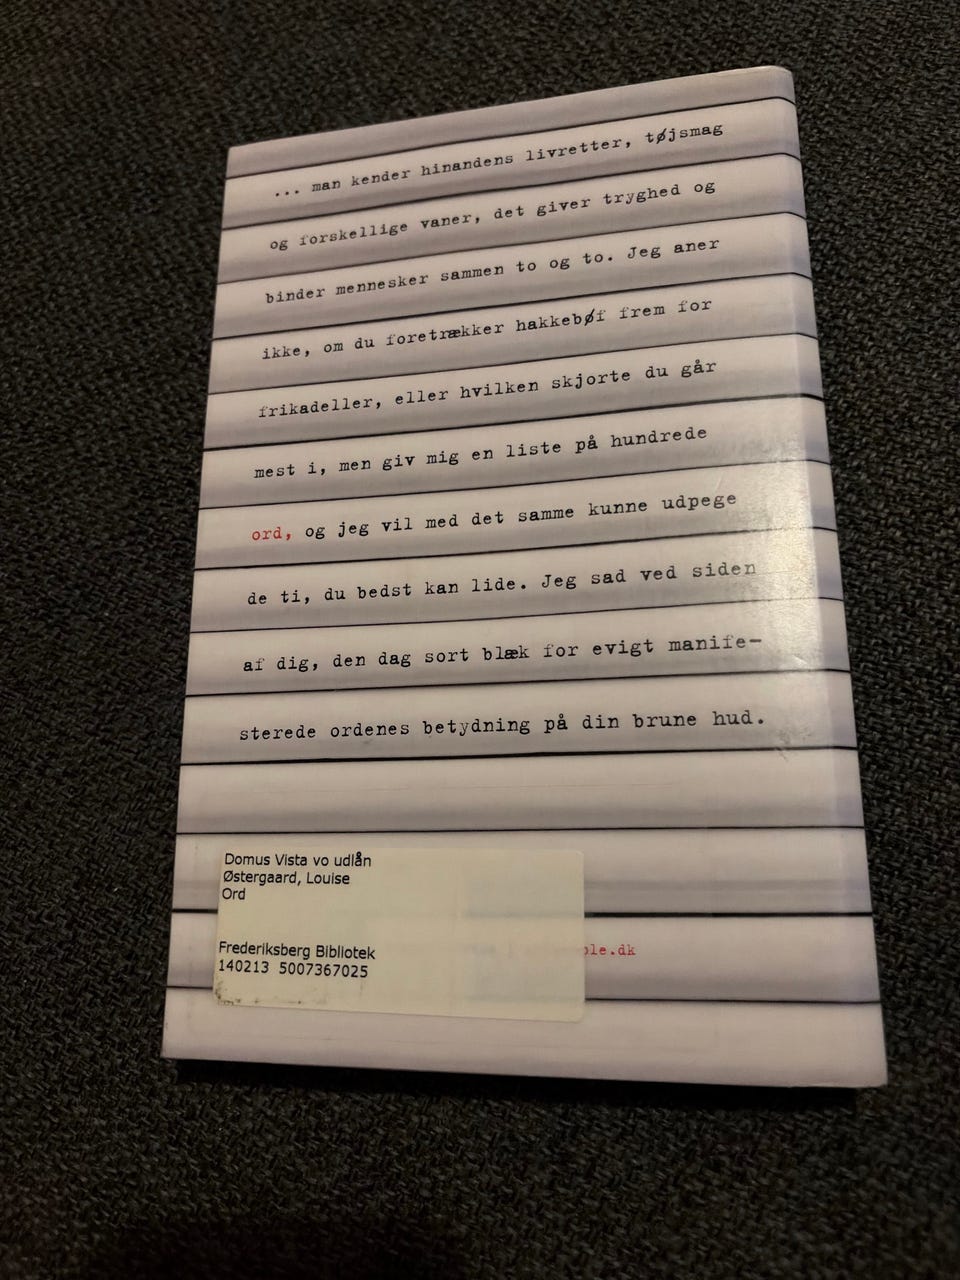 ... man kender hinandens livretter, tøjsmag
og forskellige vaner, det giver tryghed og
binder mennesker sammen to og to. Jeg aner
ikke, om du foretrækker hakkebøf frem for
frikadeller, eller hvilken skjorte du går
mest i, men giv mig en liste på hundrede
ord, og jeg vil med det samme kunne udpege
de ti, du bedst kan lide. Jeg sad ved siden
af dig, den dag sort blæk for evigt manife-
sterede ordenes betydning på din brune hud.
Domus Vista vo udlån
Østergaard, Louise
Ord
Frederiksberg Bibliotek
140213 5007367025